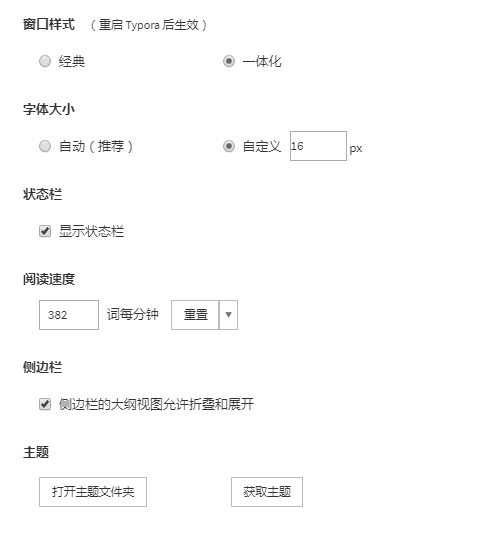 窗口样式 （重启 Typora 后生效）
经典 一体化
字体大小
自动（推荐） 自定义 16 px
状态栏
显示状态栏
阅读速度
382 词每分钟 重置
侧边栏
侧边栏的大纲视图允许折叠和展开
主题
打开主题文件夹 获取主题